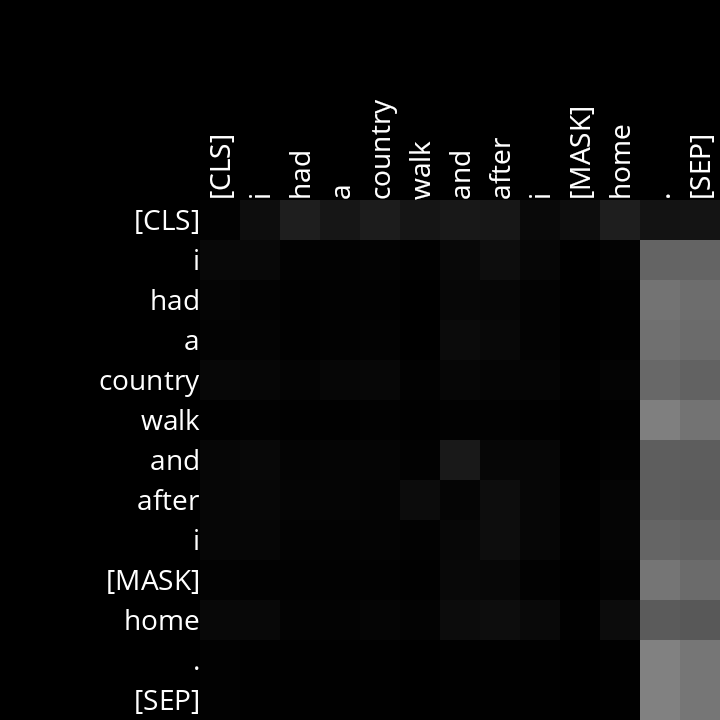 [CLS] i had a country walk and after i [MASK] home . [SEP]
[CLS]
i
had
a
country
walk
and
after
i
[MASK]
home
.
[SEP]